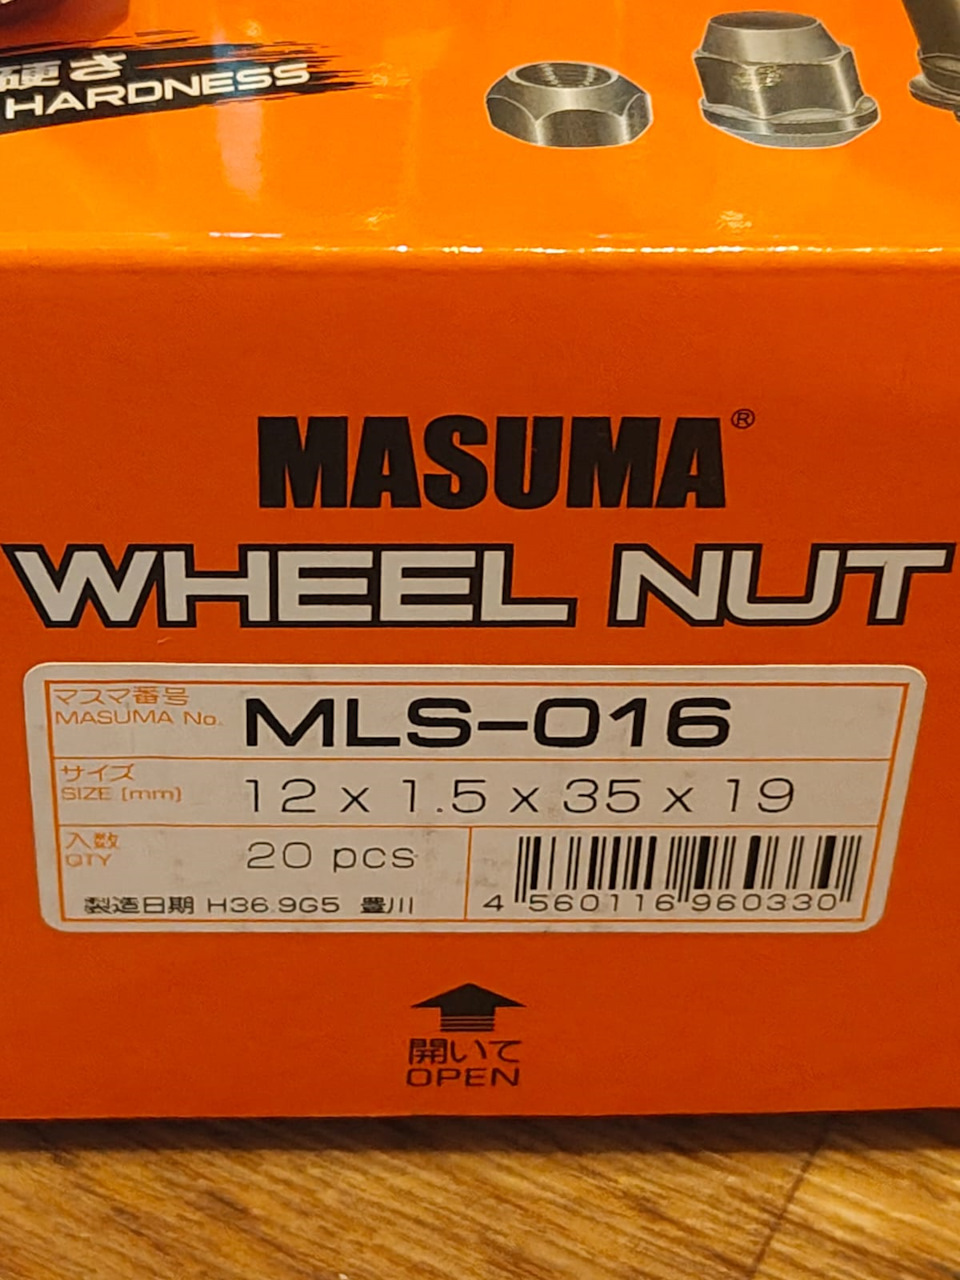 硬さ
HARDNESS
MASUMA®
WHEEL NUT
マスマ番号
MASUMA No.
MLS-016
サイズ
SIZE (mm)
12 x 1.5 x 35 x 19
入数
QTY
20 pcs
製造日期 H36.9G5 豊川
4 560116 960330
開いて
OPEN